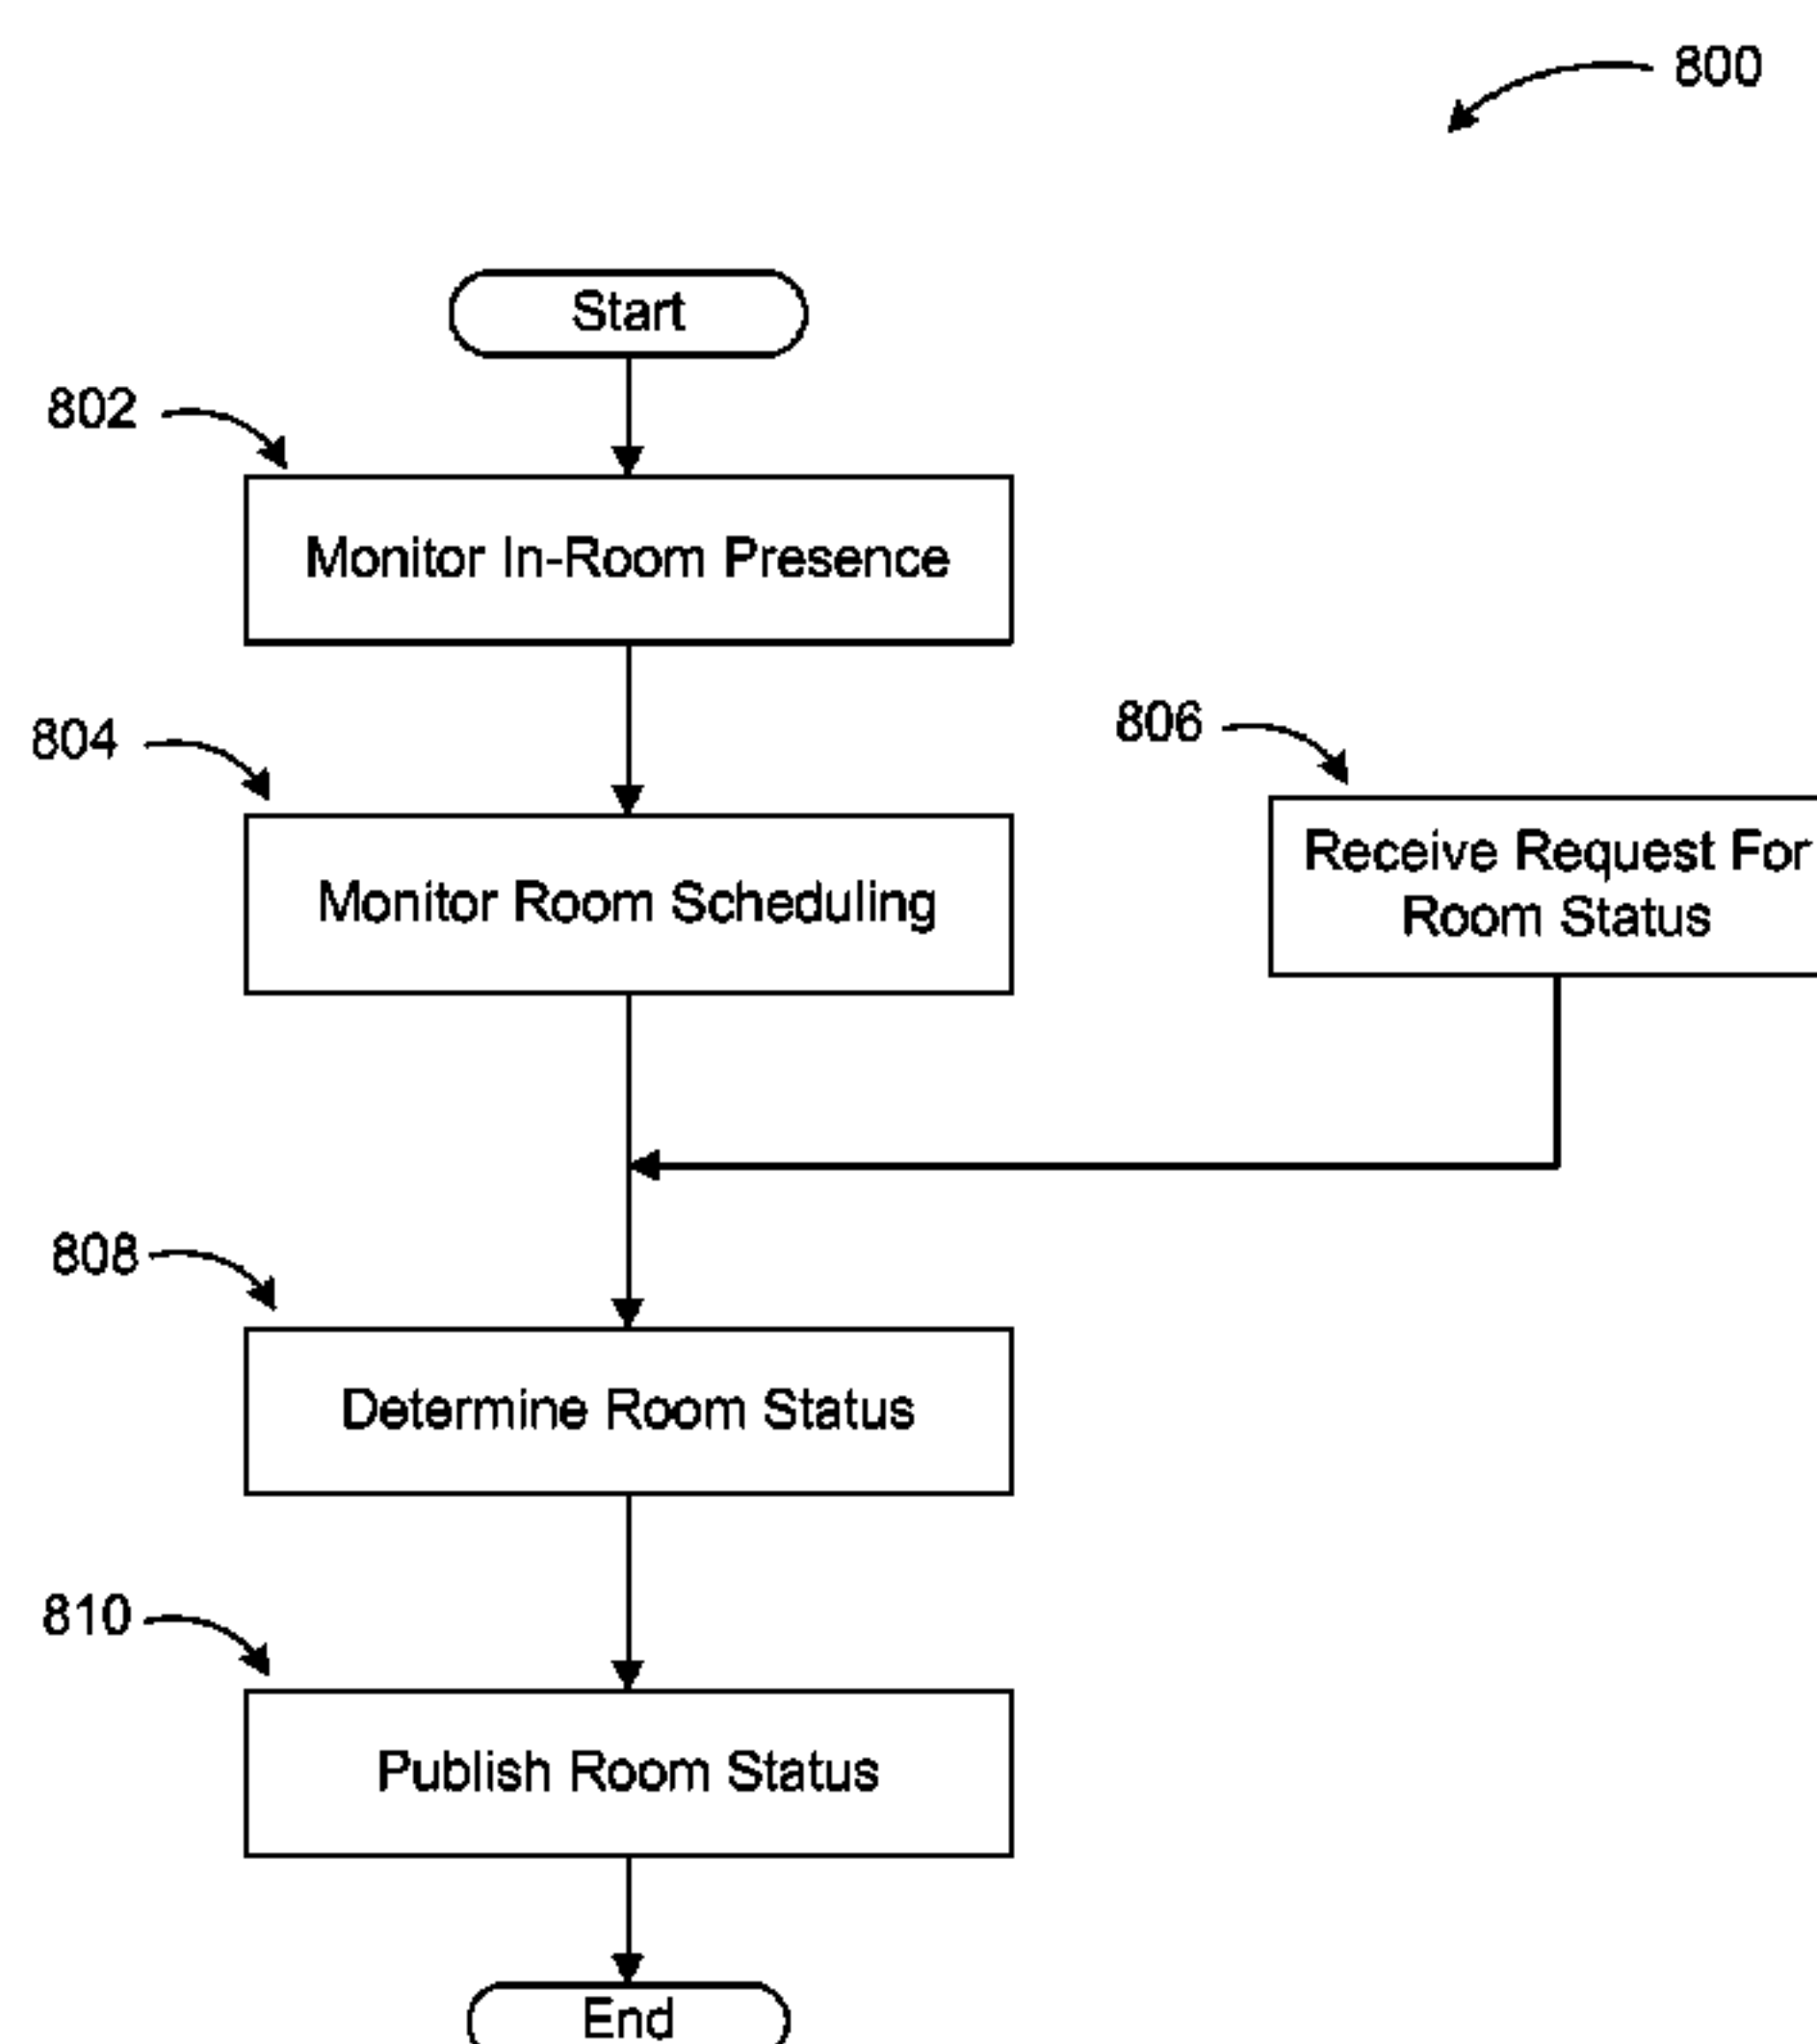 800
Start
802
Monitor In-Room Presence
804
Monitor Room Scheduling
806
Receive Request For
Room Status
808
Determine Room Status
810
Publish Room Status
End